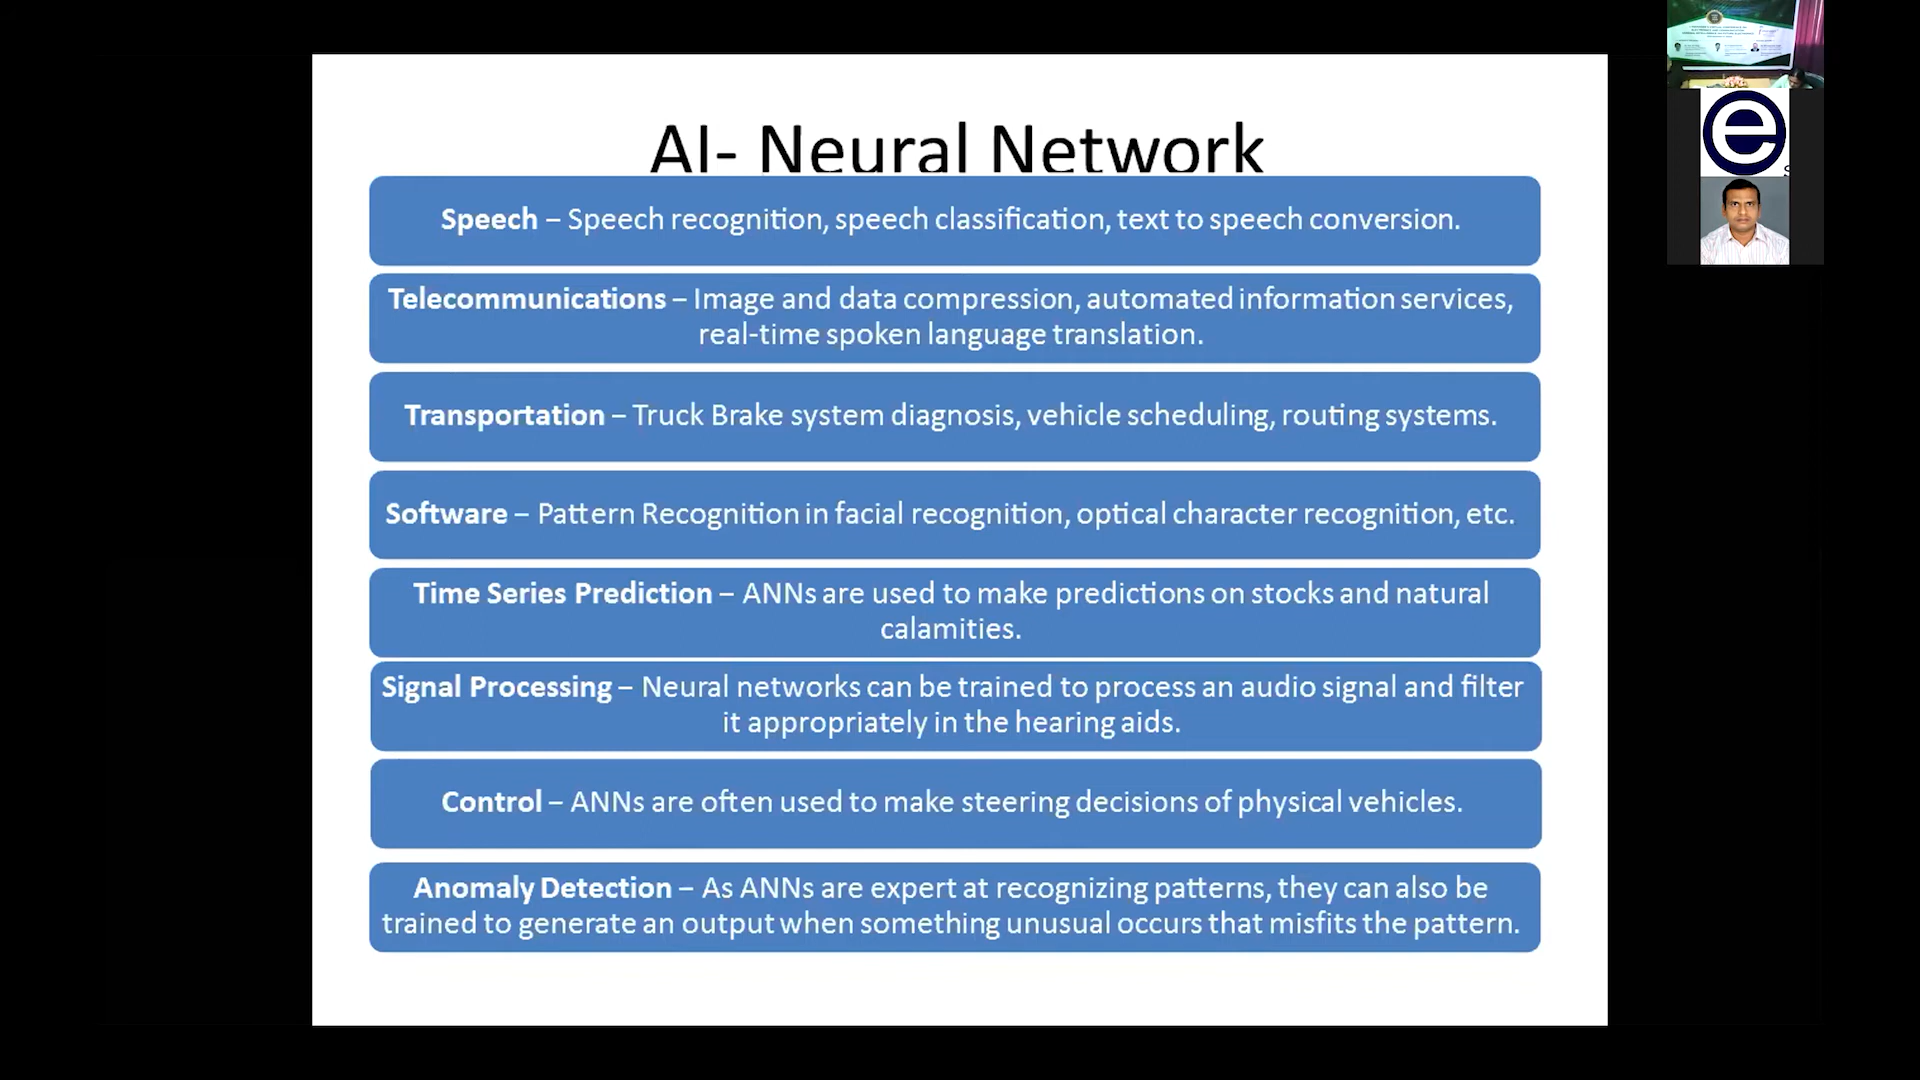 AI- Neural Network
Speech – Speech recognition, speech classification, text to speech conversion.
Telecommunications – Image and data compression, automated information services,
real-time spoken language translation.
Transportation – Truck Brake system diagnosis, vehicle scheduling, routing systems.
Software – Pattern Recognition in facial recognition, optical character recognition, etc.
Time Series Prediction – ANNs are used to make predictions on stocks and natural
calamities.
Signal Processing – Neural networks can be trained to process an audio signal and filter
it appropriately in the hearing aids.
Control – ANNs are often used to make steering decisions of physical vehicles.
Anomaly Detection – As ANNs are expert at recognizing patterns, they can also be
trained to generate an output when something unusual occurs that misfits the pattern.
e